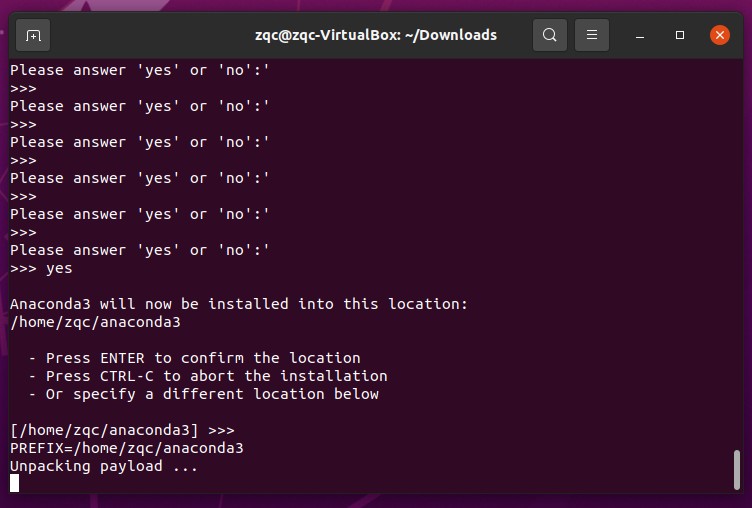 zqc@zqc-VirtualBox: ~/Downloads
Please answer 'yes' or 'no':'
>>>
Please answer 'yes' or 'no':'
>>>
Please answer 'yes' or 'no':'
>>>
Please answer 'yes' or 'no':'
>>>
Please answer 'yes' or 'no':'
>>>
Please answer 'yes' or 'no':'
>>> yes
Anaconda3 will now be installed into this location:
/home/zqc/anaconda3
- Press ENTER to confirm the location
- Press CTRL-C to abort the installation
- Or specify a different location below
[/home/zqc/anaconda3] >>>
PREFIX=/home/zqc/anaconda3
Unpacking payload ...